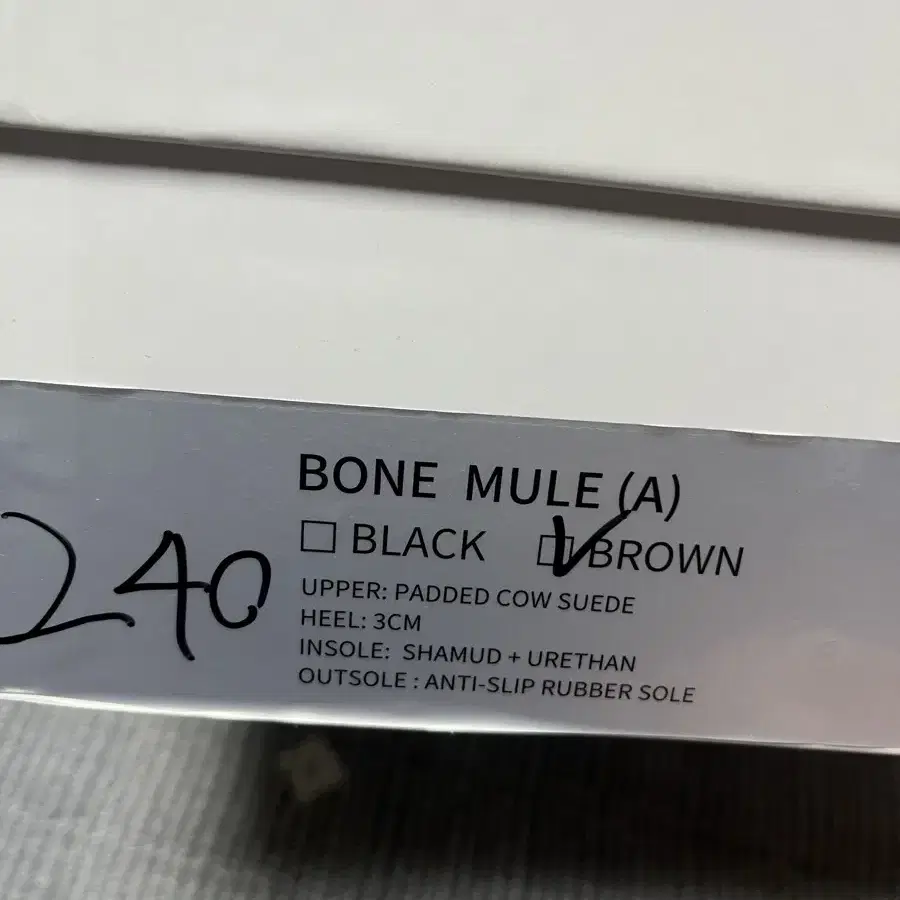 BONE MULE (A)
☐ BLACK ☑ BROWN
240
UPPER: PADDED COW SUEDE
HEEL: 3CM
INSOLE: SHAMUD + URETHAN
OUTSOLE : ANTI-SLIP RUBBER SOLE